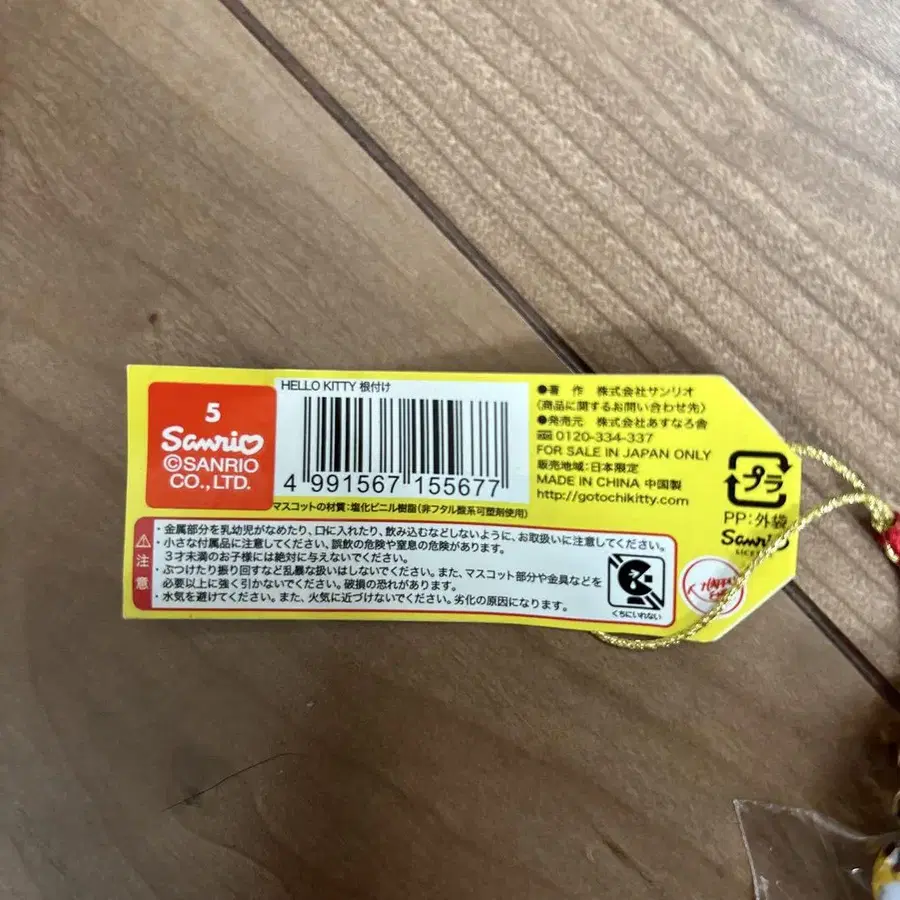 5
Sanrio
©SANRIO
CO.,LTD.
HELLO KITTY 根付け
4 991567 155677
マスコットの材質:塩化ビニル樹脂(非フタル酸系可塑剤使用)
●著 作 株式会社サンリオ
(商品に関するお問い合わせ先)
●発売元 株式会社あすなろ舎
0120-334-337
FOR SALE IN JAPAN ONLY
販売地域:日本限定
MADE IN CHINA 中国製
http://gotochikitty.com
プラ
PP:外袋
Sanrio
注意
・金属部分を乳幼児がなめたり、口に入れたり、飲み込むなどしないように、お取扱いに注意してください。
・小さな付属品に注意してください。誤飲の危険や窒息の危険があります。
3才未満のお子様には絶対に与えないでください。
・ぶつけたり振り回すなど乱暴な扱いはしないでください。また、マスコット部分や金具などを
必要以上に強く引かないでください。破損の恐れがあります。
・水気を避けてください。また、火気に近づけないでください。劣化の原因になります。
くちにいれない